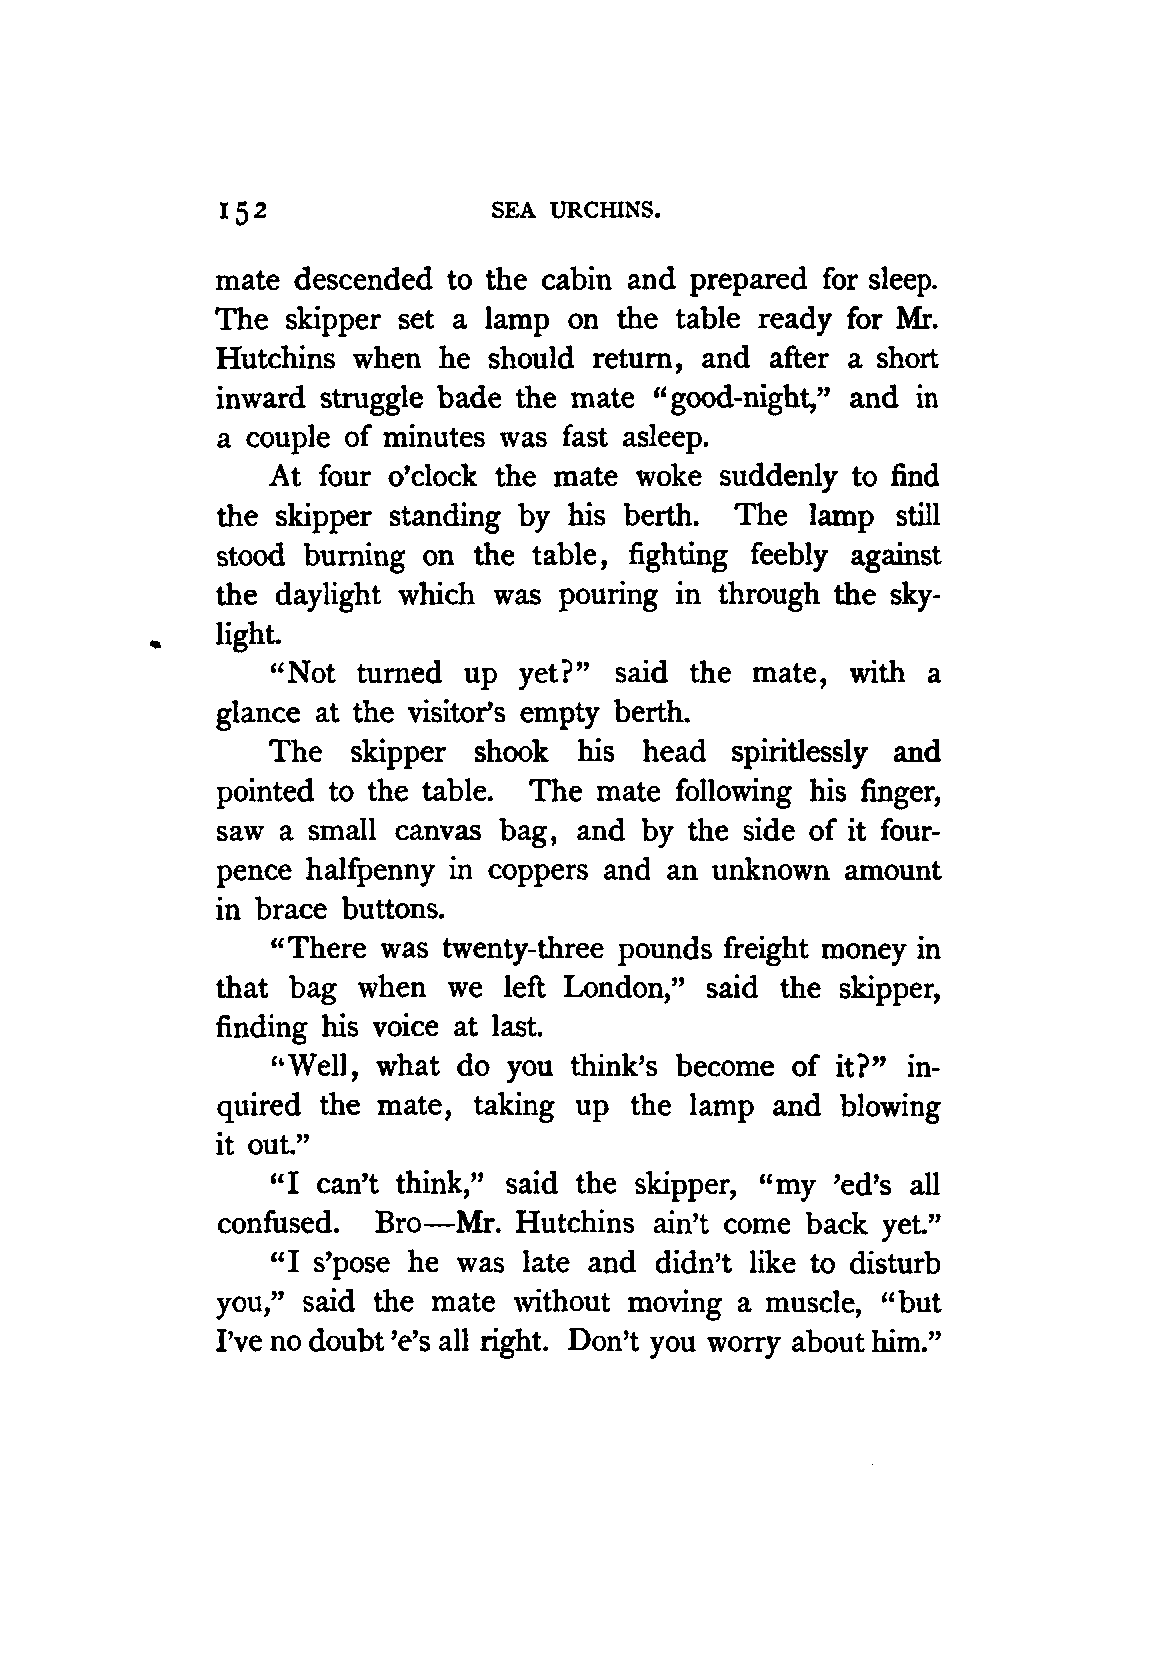 152 SEA URCHINS.
mate descended to the cabin and prepared for sleep.
The skipper set a lamp on the table ready for Mr.
Hutchins when he should return, and after a short
inward struggle bade the mate “good-night,” and in
a couple of minutes was fast asleep.
At four o’clock the mate woke suddenly to find
the skipper standing by his berth. The lamp still
stood burning on the table, fighting feebly against
the daylight which was pouring in through the sky-
light.
“Not turned up yet?” said the mate, with a
glance at the visitor’s empty berth.
The skipper shook his head spiritlessly and
pointed to the table. The mate following his finger,
saw a small canvas bag, and by the side of it four-
pence halfpenny in coppers and an unknown amount
in brace buttons.
“There was twenty-three pounds freight money in
that bag when we left London,” said the skipper,
finding his voice at last.
“Well, what do you think’s become of it?” in-
quired the mate, taking up the lamp and blowing
it out.”
“I can’t think,” said the skipper, “my ’ed’s all
confused. Bro—Mr. Hutchins ain’t come back yet.”
“I s’pose he was late and didn’t like to disturb
you,” said the mate without moving a muscle, “but
I’ve no doubt ’e’s all right. Don’t you worry about him.”